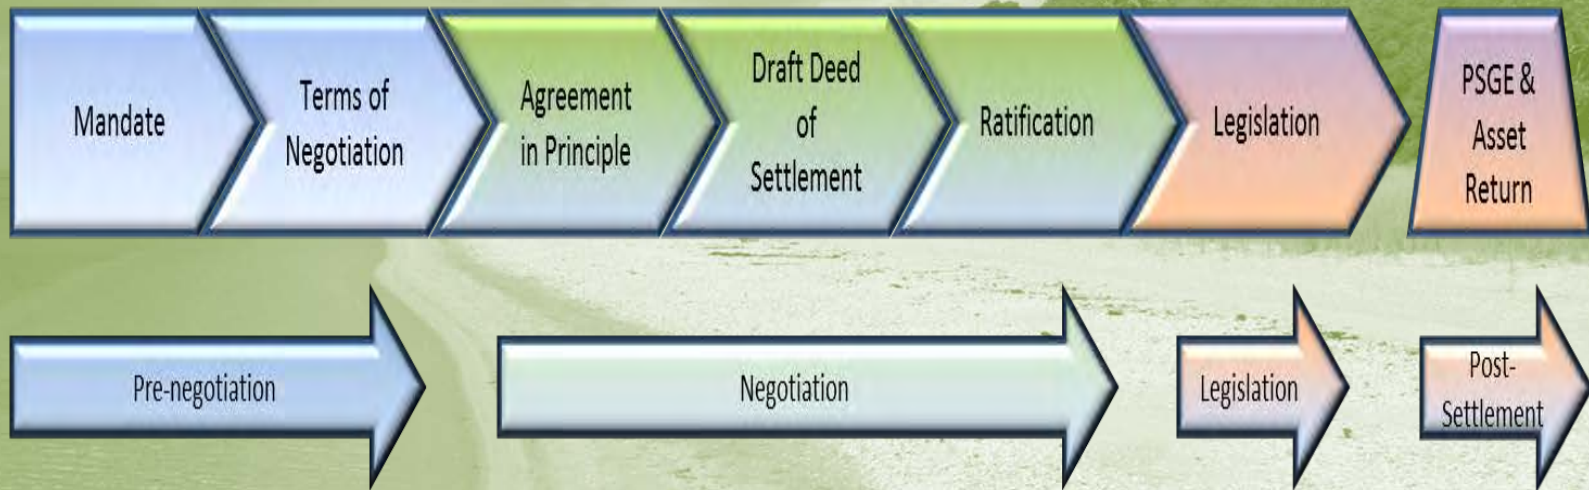 Mandate
Terms of
Negotiation
Agreement
in Principle
Draft Deed
of
Settlement
Ratification
Legislation
PSGE &
Asset
Return
Pre-negotiation
Negotiation
Legislation
Post-
Settlement